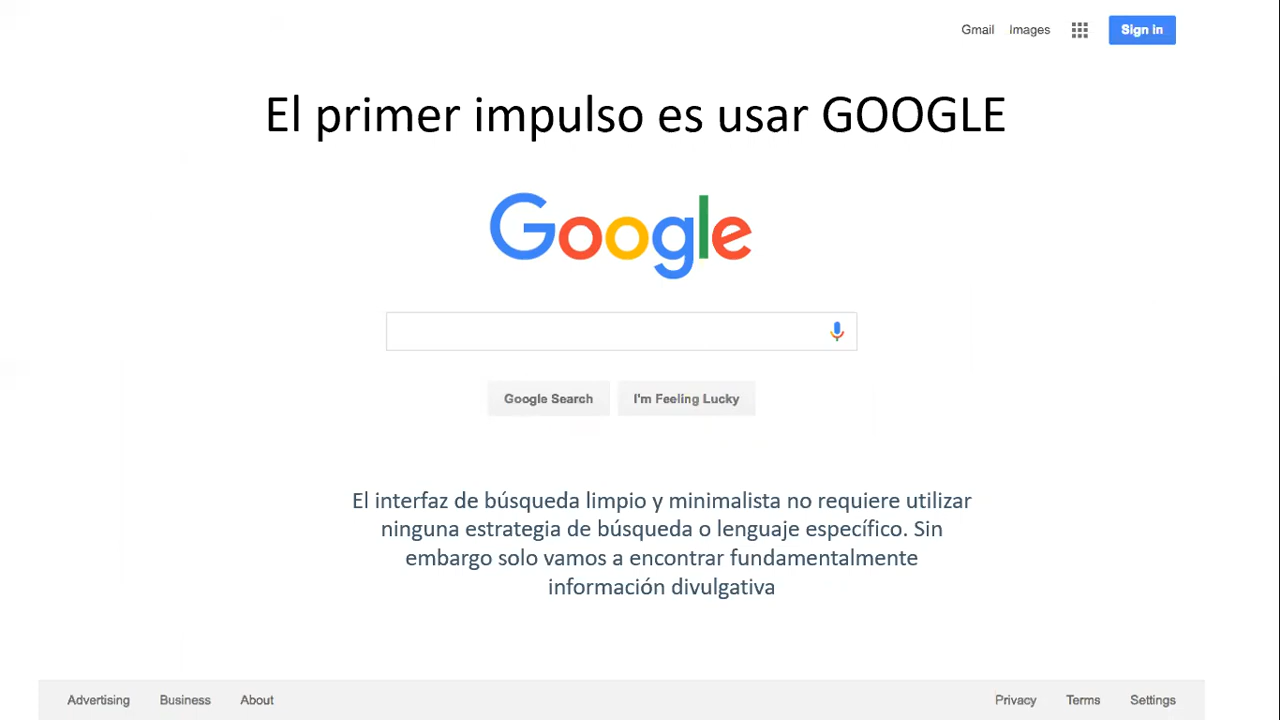 Gmail Images Sign in
El primer impulso es usar GOOGLE
Google
Google Search I'm Feeling Lucky
El interfaz de búsqueda limpio y minimalista no requiere utilizar
ninguna estrategia de búsqueda o lenguaje específico. Sin
embargo solo vamos a encontrar fundamentalmente
información divulgativa
Advertising Business About Privacy Terms Settings